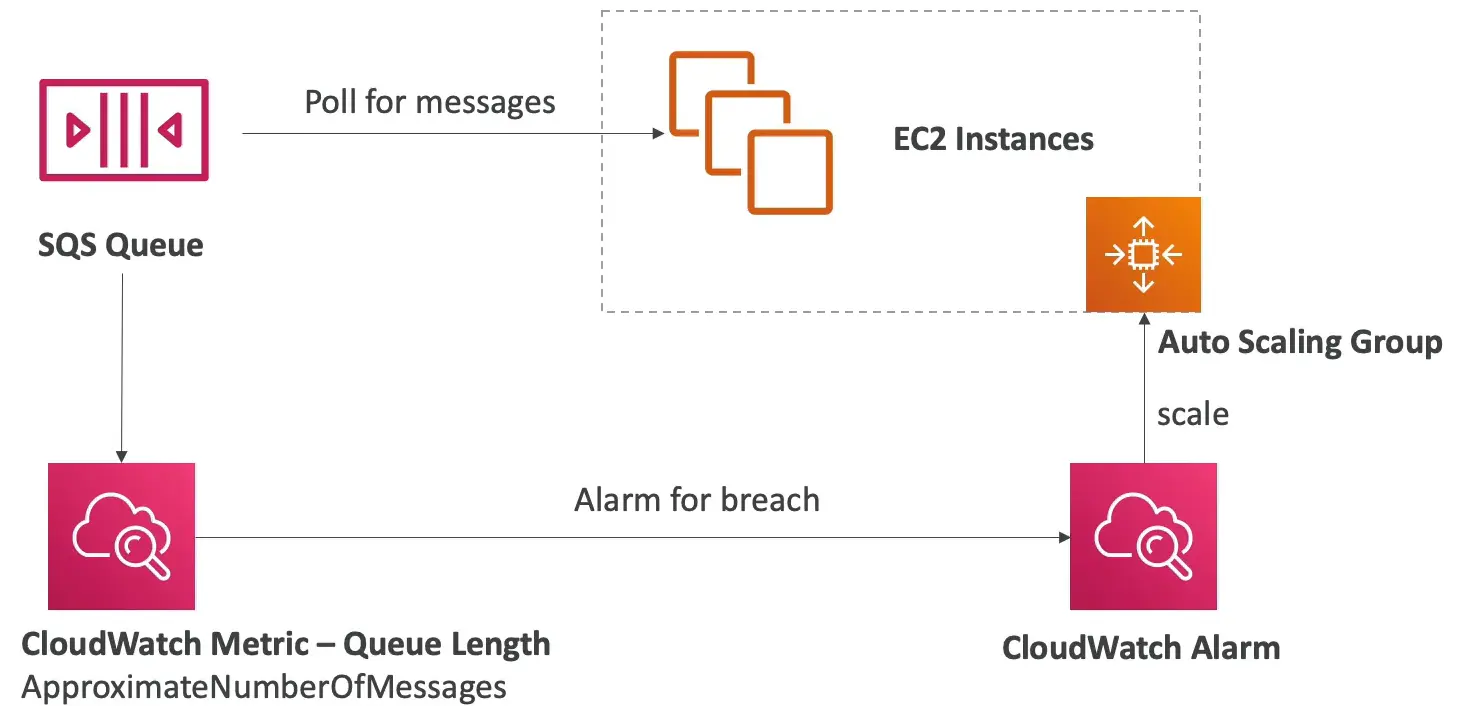 Poll for messages
EC2 Instances
SQS Queue
Auto Scaling Group
scale
Alarm for breach
CloudWatch Metric – Queue Length
ApproximateNumberOfMessages
CloudWatch Alarm